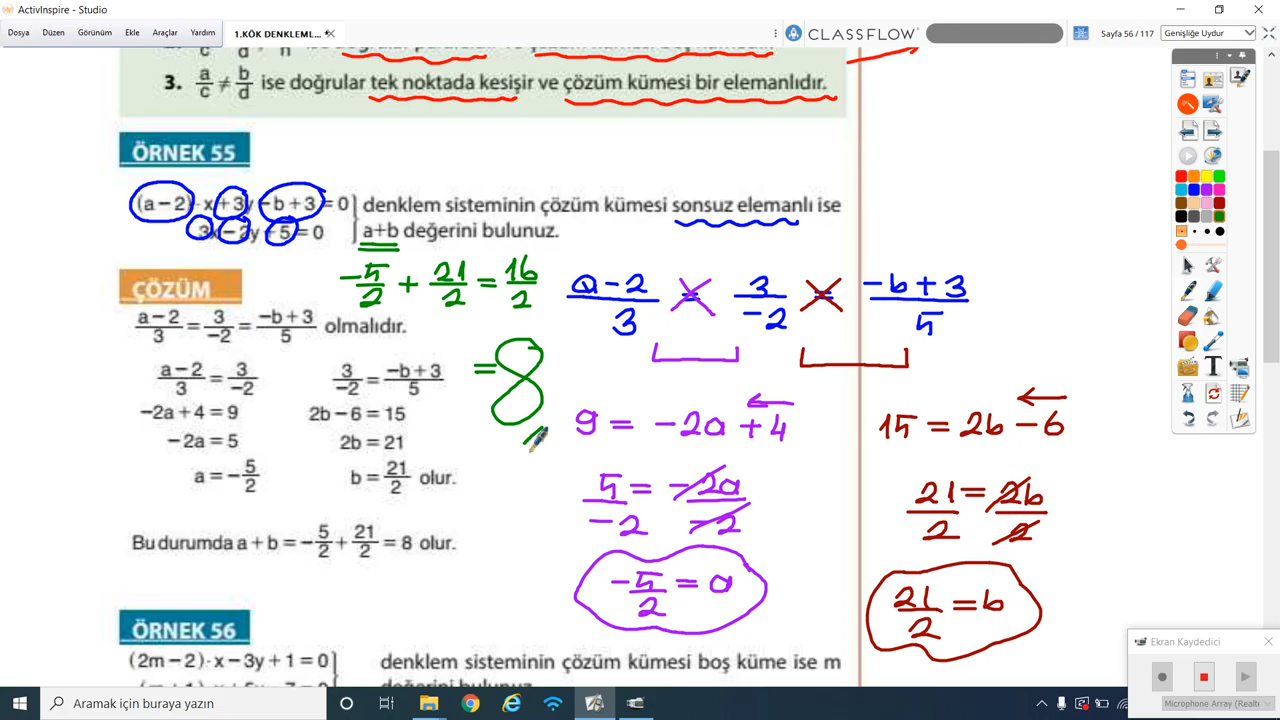 ActivInspire - Studio
Dosya Düzen Görünüm Ekle Araçlar Yardım
1.KÖK DENKLEML...
CLASSFLOW
Sayfa 56 / 117
Genişliğe Uydur
3. a/c ≠ b/d ise doğrular tek noktada kesişir ve çözüm kümesi bir elemanlıdır.
ÖRNEK 55
(a − 2) · x + 3y − b + 3 = 0
3x − 2y + 5 = 0
denklem sisteminin çözüm kümesi sonsuz elemanlı ise
a+b değerini bulunuz.
-5/2 + 21/2 = 16/2
= 8
ÇÖZÜM
a−2/3 = 3/−2 = −b+3/5 olmalıdır.
a−2/3 = 3/−2
−2a + 4 = 9
−2a = 5
a = −5/2
3/−2 = −b+3/5
2b − 6 = 15
2b = 21
b = 21/2 olur.
Bu durumda a + b = −5/2 + 21/2 = 8 olur.
a-2/3 = 3/-2 = -b+3/5
9 = -2a + 4
5/-2 = -2a/-2
-5/2 = a
15 = 2b - 6
21/2 = 2b/2
21/2 = b
ÖRNEK 56
(2m − 2) · x − 3y + 1 = 0
denklem sisteminin çözüm kümesi boş küme ise m
Ekran Kaydedici
Microphone Array (Realte
Aramak için buraya yazın